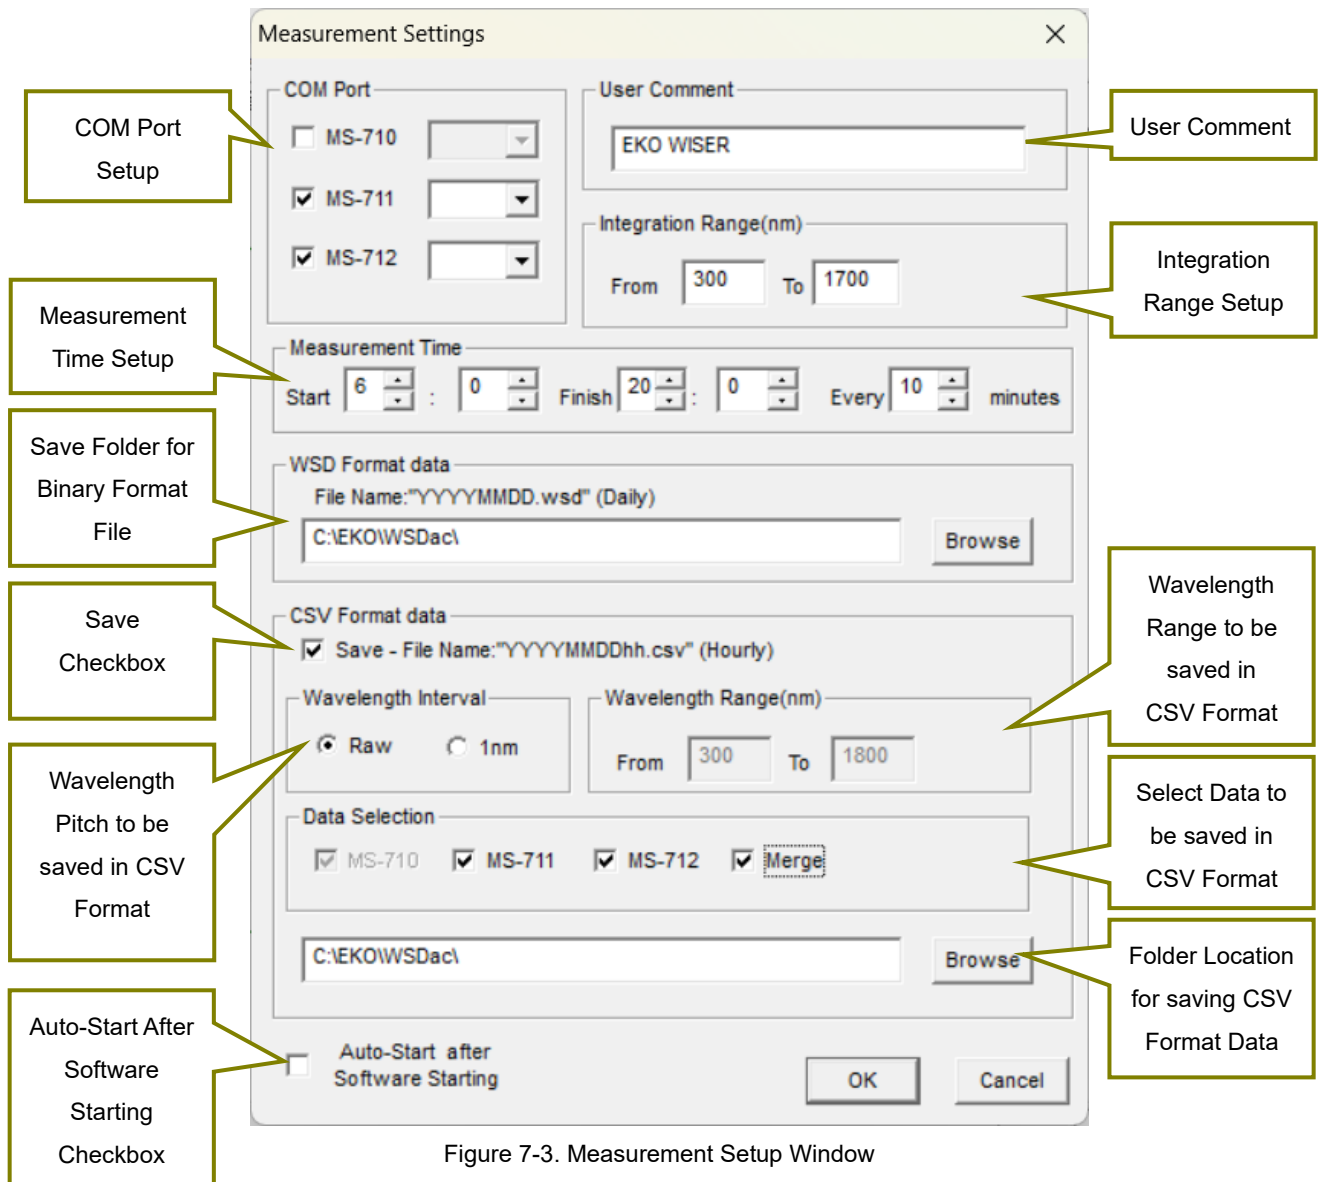 Measurement Settings
COM Port
MS-710
MS-711
MS-712
User Comment
EKO WISER
Integration Range(nm)
From 300 To 1700
Measurement Time
Start 6 : 0 Finish 20 : 0 Every 10 minutes
WSD Format data
File Name:"YYYYMMDD.wsd" (Daily)
C:\EKO\WSDac\
Browse
CSV Format data
Save - File Name:"YYYYMMDDhh.csv" (Hourly)
Wavelength Interval
Raw 1nm
Wavelength Range(nm)
From 300 To 1800
Data Selection
MS-710 MS-711 MS-712 Merge
C:\EKO\WSDac\
Browse
Auto-Start after
Software Starting
OK Cancel
COM Port
Setup
Measurement
Time Setup
Save Folder for
Binary Format
File
Save
Checkbox
Wavelength
Pitch to be
saved in CSV
Format
Auto-Start After
Software
Starting
Checkbox
User Comment
Integration
Range Setup
Wavelength
Range to be
saved in
CSV Format
Select Data to
be saved in
CSV Format
Folder Location
for saving CSV
Format Data
Figure 7-3. Measurement Setup Window